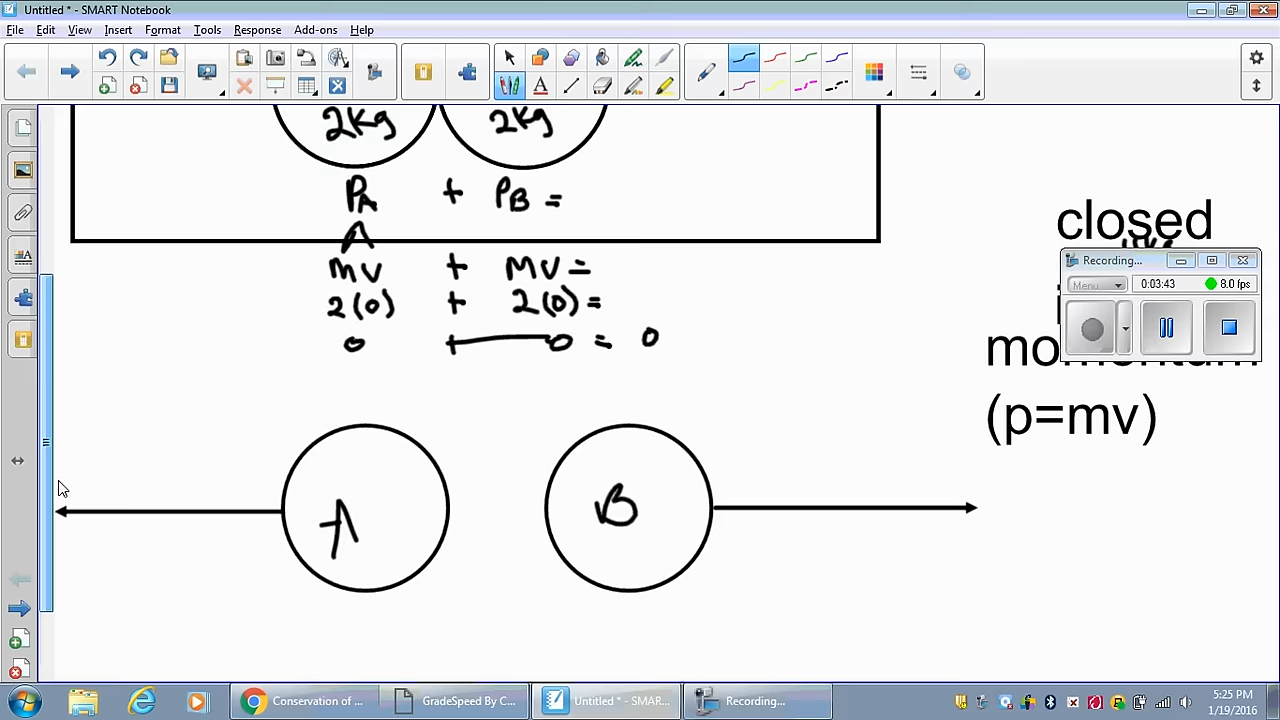 Untitled * - SMART Notebook
File Edit View Insert Format Tools Response Add-ons Help
2kg 2kg
PA + PB =
A
mv + mv =
2(0) + 2(0) =
0 + 0 = 0
closed
Recording...
Menu 0:03:43 8.0 fps
(p=mv)
A B
Conservation of ...
GradeSpeed By C...
Untitled * - SMAR...
Recording...
5:25 PM
1/19/2016